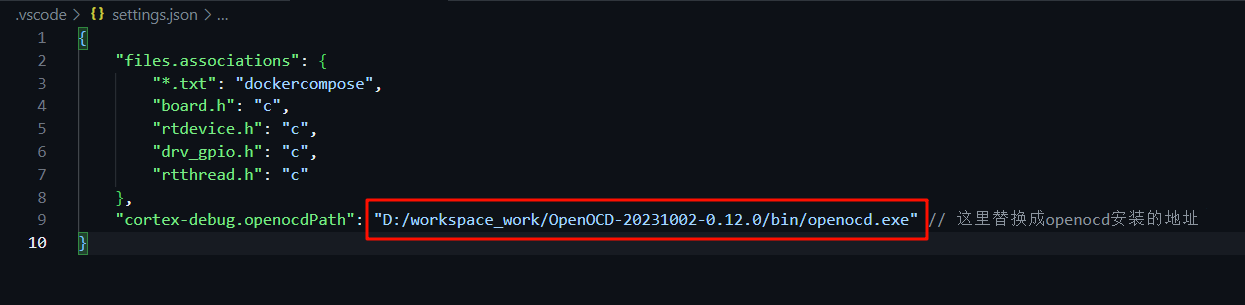 .vscode > {} settings.json > ...
1 {
2 "files.associations": {
3 "*.txt": "dockercompose",
4 "board.h": "c",
5 "rtdevice.h": "c",
6 "drv_gpio.h": "c",
7 "rtthread.h": "c"
8 },
9 "cortex-debug.openocdPath": "D:/workspace_work/OpenOCD-20231002-0.12.0/bin/openocd.exe" // 这里替换成openocd安装的地址
10 }